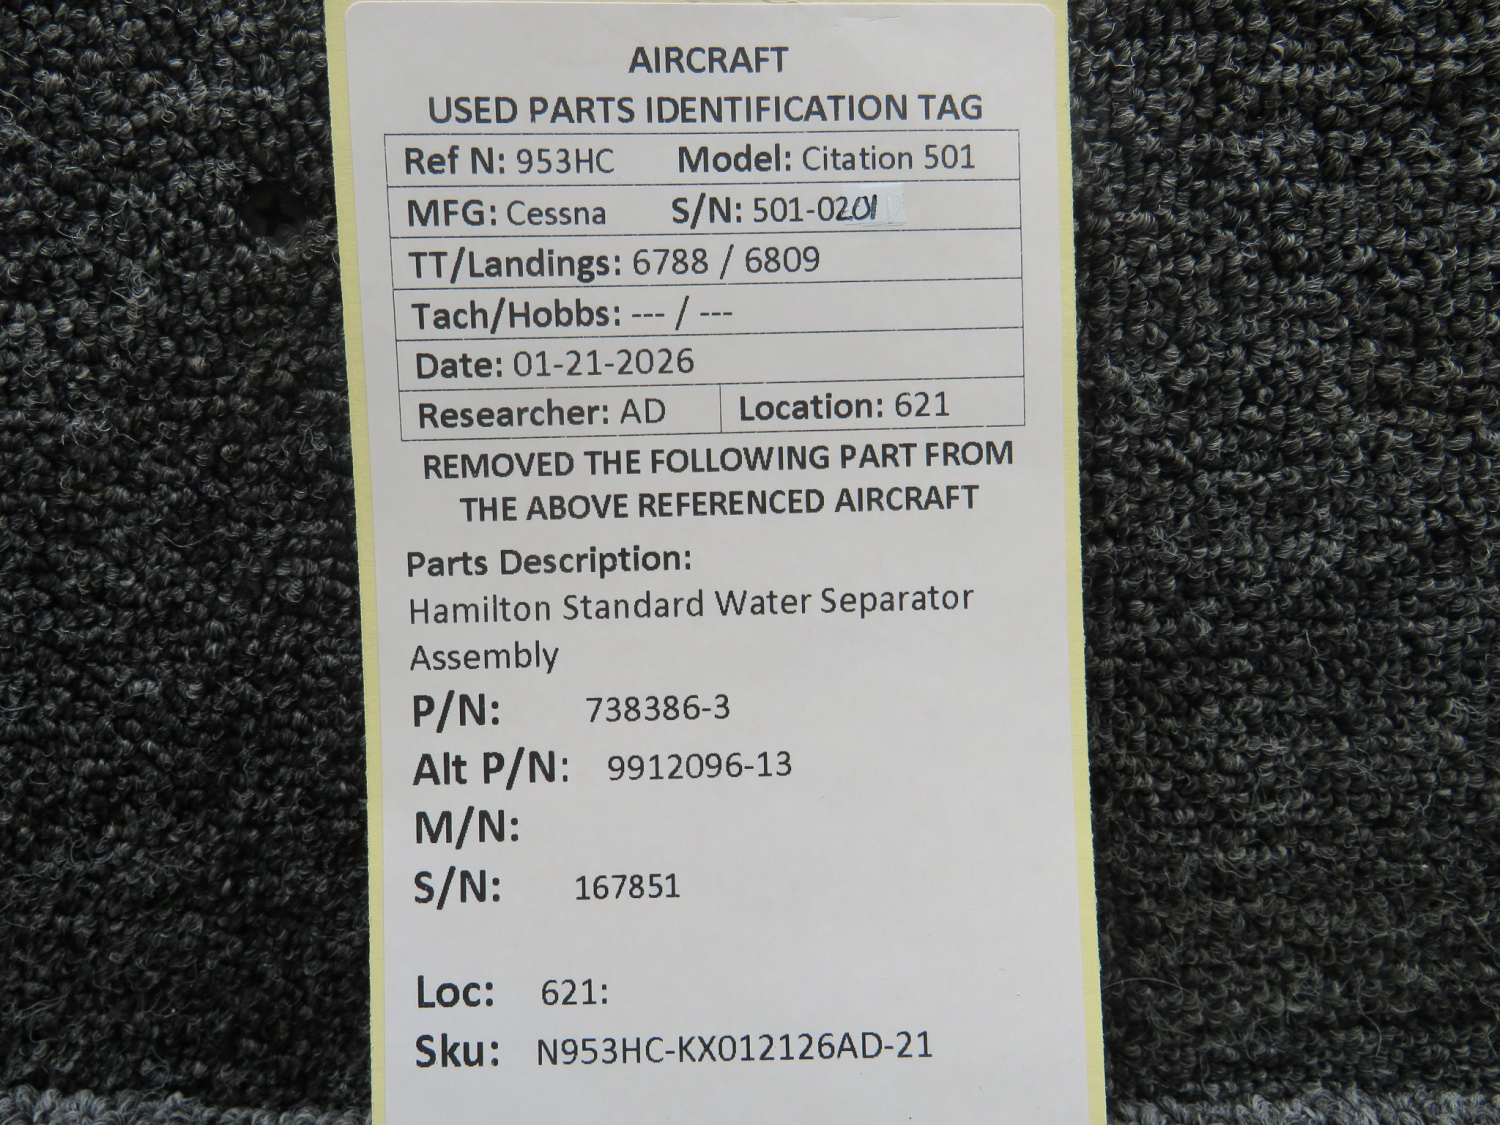 AIRCRAFT
USED PARTS IDENTIFICATION TAG
Ref N: 953HC Model: Citation 501
MFG: Cessna S/N: 501-0201
TT/Landings: 6788 / 6809
Tach/Hobbs: --- / ---
Date: 01-21-2026
Researcher: AD Location: 621
REMOVED THE FOLLOWING PART FROM
THE ABOVE REFERENCED AIRCRAFT
Parts Description:
Hamilton Standard Water Separator
Assembly
P/N: 738386-3
Alt P/N: 9912096-13
M/N:
S/N: 167851
Loc: 621:
Sku: N953HC-KX012126AD-21